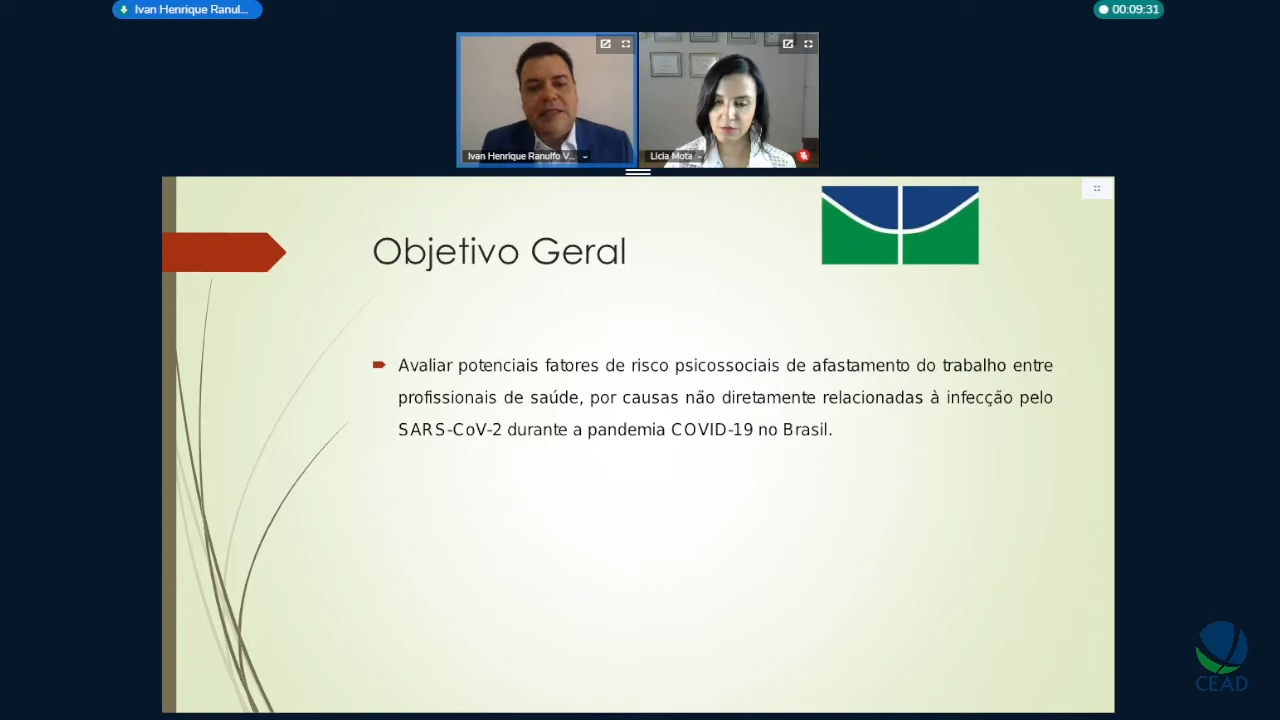 Ivan Henrique Ranul...
00:09:31
Ivan Henrique Ranulfo V...
Licia Mota
Objetivo Geral
Avaliar potenciais fatores de risco psicossociais de afastamento do trabalho entre
profissionais de saúde, por causas não diretamente relacionadas à infecção pelo
SARS-CoV-2 durante a pandemia COVID-19 no Brasil.
CEAD